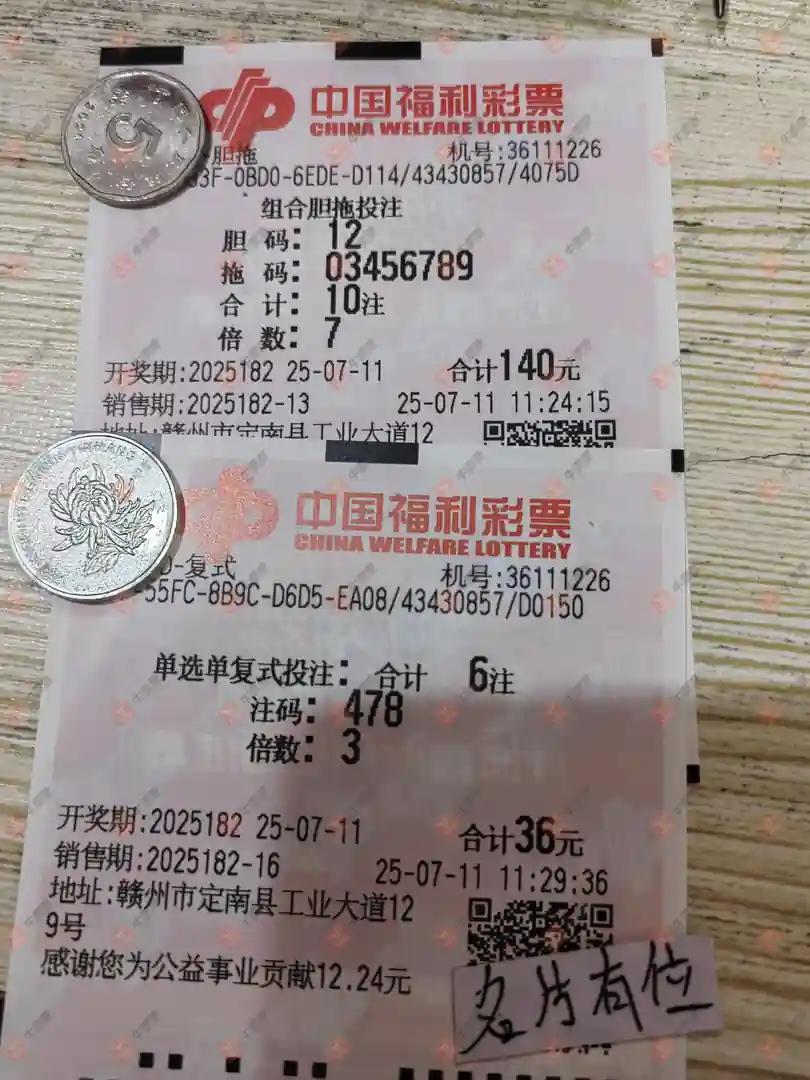 中国福利彩票
CHINA WELFARE LOTTERY
胆拖 机号:36111226
33F-0BD0-6EDE-D114/43430857/4075D
组合胆拖投注
胆 码: 12
拖 码: 03456789
合 计: 10注
倍 数: 7
开奖期:2025182 25-07-11 合计140元
销售期:2025182-13 25-07-11 11:24:15
地址:赣州市定南县工业大道12
5
中国福利彩票
CHINA WELFARE LOTTERY
D-复式 机号:36111226
-55FC-8B9C-D6D5-EA08/43430857/D0150
单选单复式投注: 合计 6注
注码: 478
倍数: 3
开奖期:2025182 25-07-11 合计36元
销售期:2025182-16 25-07-11 11:29:36
地址:赣州市定南县工业大道12
9号
感谢您为公益事业贡献12.24元
名片有位